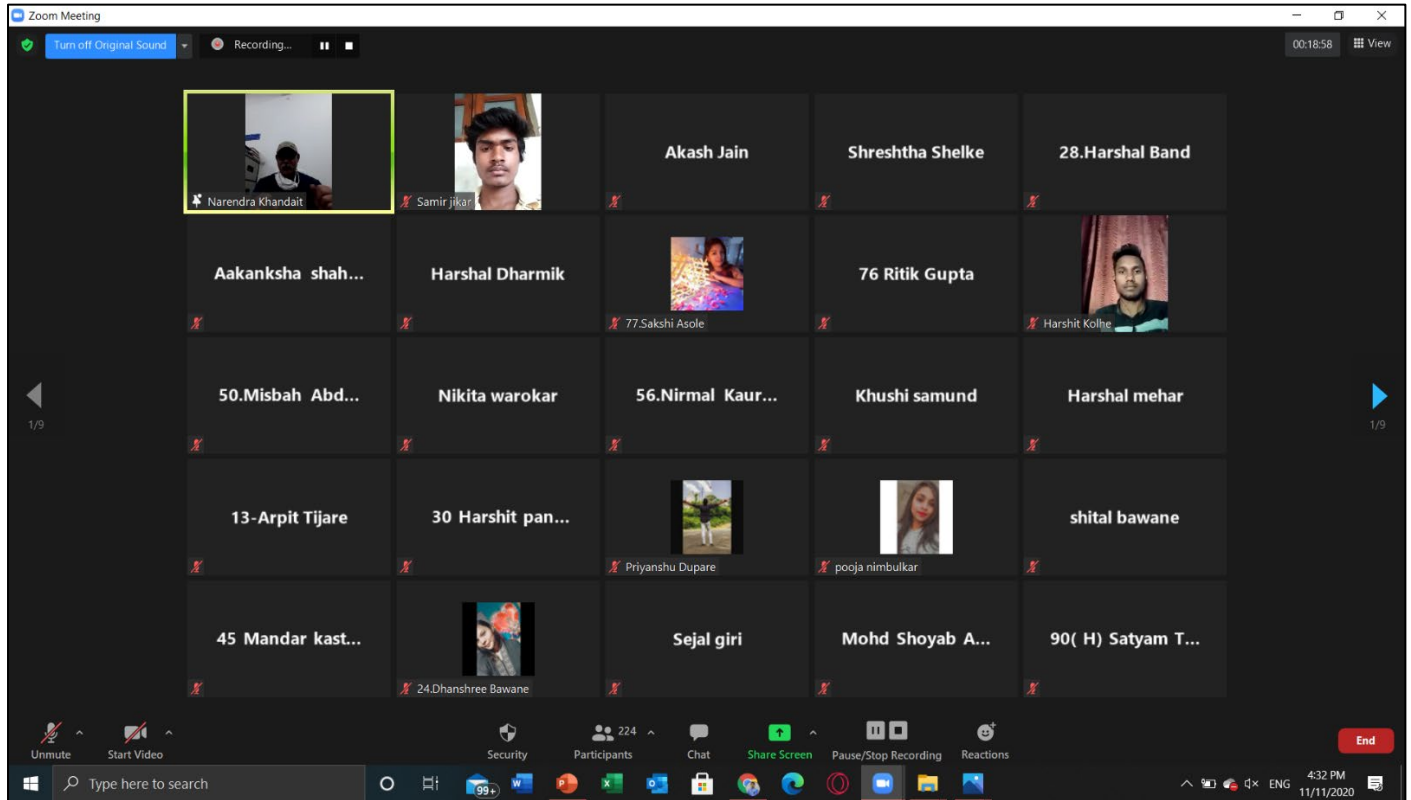 Zoom Meeting
Turn off Original Sound
Recording...
00:18:58
View
Narendra Khandait
Samir jikar
Akash Jain
Shreshtha Shelke
28.Harshal Band
Aakanksha shah...
Harshal Dharmik
77.Sakshi Asole
76 Ritik Gupta
Harshit Kolhe
50.Misbah Abd...
Nikita warokar
56.Nirmal Kaur...
Khushi samund
Harshal mehar
1/9
1/9
13-Arpit Tijare
30 Harshit pan...
Priyanshu Dupare
pooja nimbulkar
shital bawane
45 Mandar kast...
24.Dhanshree Bawane
Sejal giri
Mohd Shoyab A...
90( H) Satyam T...
Unmute
Start Video
Security
224
Participants
Chat
Share Screen
Pause/Stop Recording
Reactions
End
Type here to search
99+
ENG
4:32 PM
11/11/2020